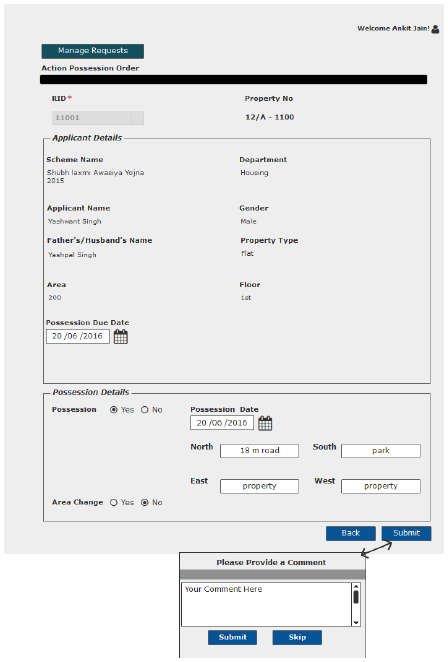 Welcome Ankit Jain!
Manage Requests
Action Possession Order
RID* Property No
11001 12/A - 1100
Applicant Details
Scheme Name Department
Shubh laxmi Awasiya Yojna Housing
2015
Applicant Name Gender
Yashwant Singh Male
Father's/Husband's Name Property Type
Yashpal Singh Flat
Area Floor
200 1st
Possession Due Date
20 /06 /2016
Possession Details
Possession Yes No Possession Date
20 /06 /2016
North 18 m road South park
East property West property
Area Change Yes No
Back Submit
Please Provide a Comment
Your Comment Here
Submit Skip